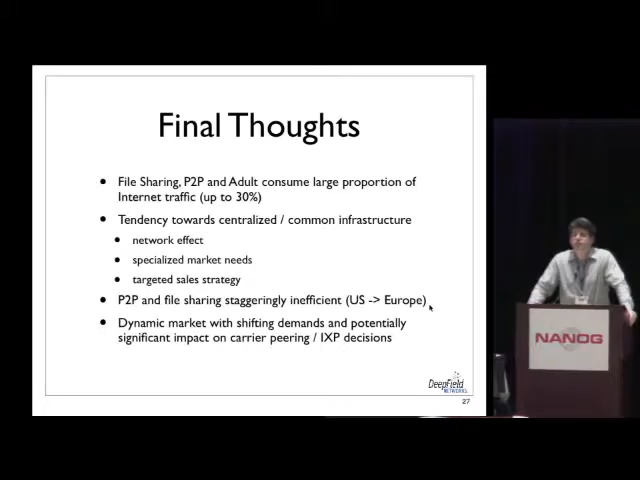 Final Thoughts
File Sharing, P2P and Adult consume large proportion of
Internet traffic (up to 30%)
Tendency towards centralized / common infrastructure
network effect
specialized market needs
targeted sales strategy
P2P and file sharing staggeringly inefficient (US -> Europe)
Dynamic market with shifting demands and potentially
significant impact on carrier peering / IXP decisions
DeepField
NETWORKS
27
NANOG